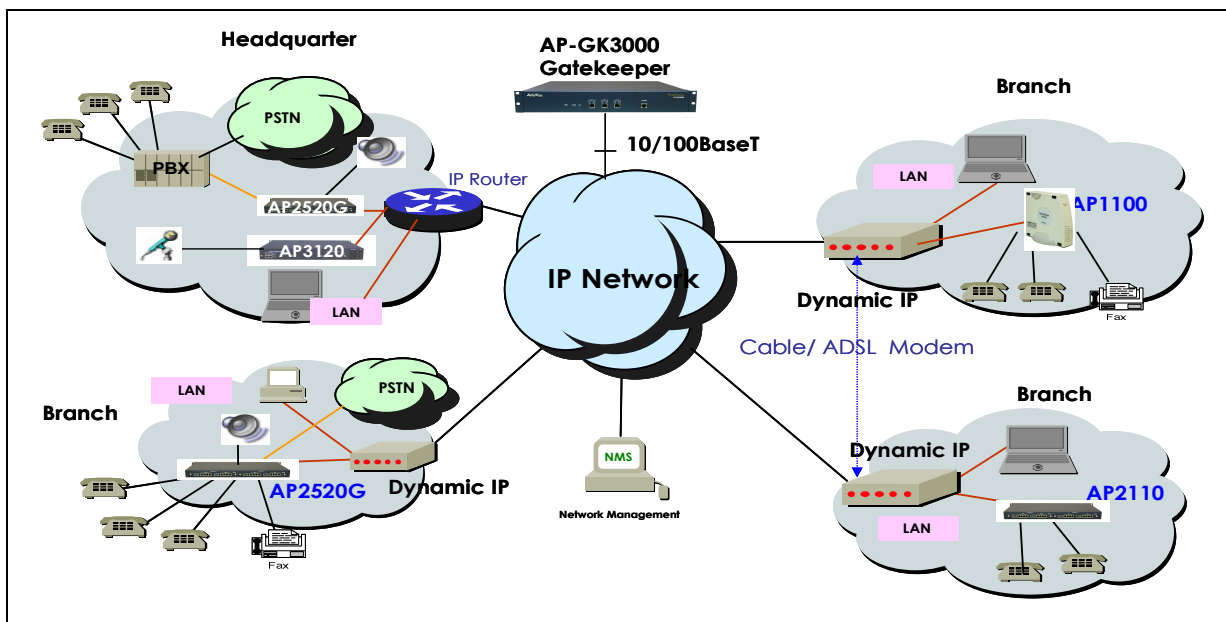 Headquarter
AP-GK3000
Gatekeeper
Branch
PSTN
10/100BaseT
PBX
IP Router
LAN
AP2520G
AP1100
AP3120
IP Network
LAN
Dynamic IP
Fax
Cable/ ADSL Modem
LAN
PSTN
Branch
Branch
Dynamic IP
NMS
AP2520G
Dynamic IP
AP2110
Network Management
LAN
Fax